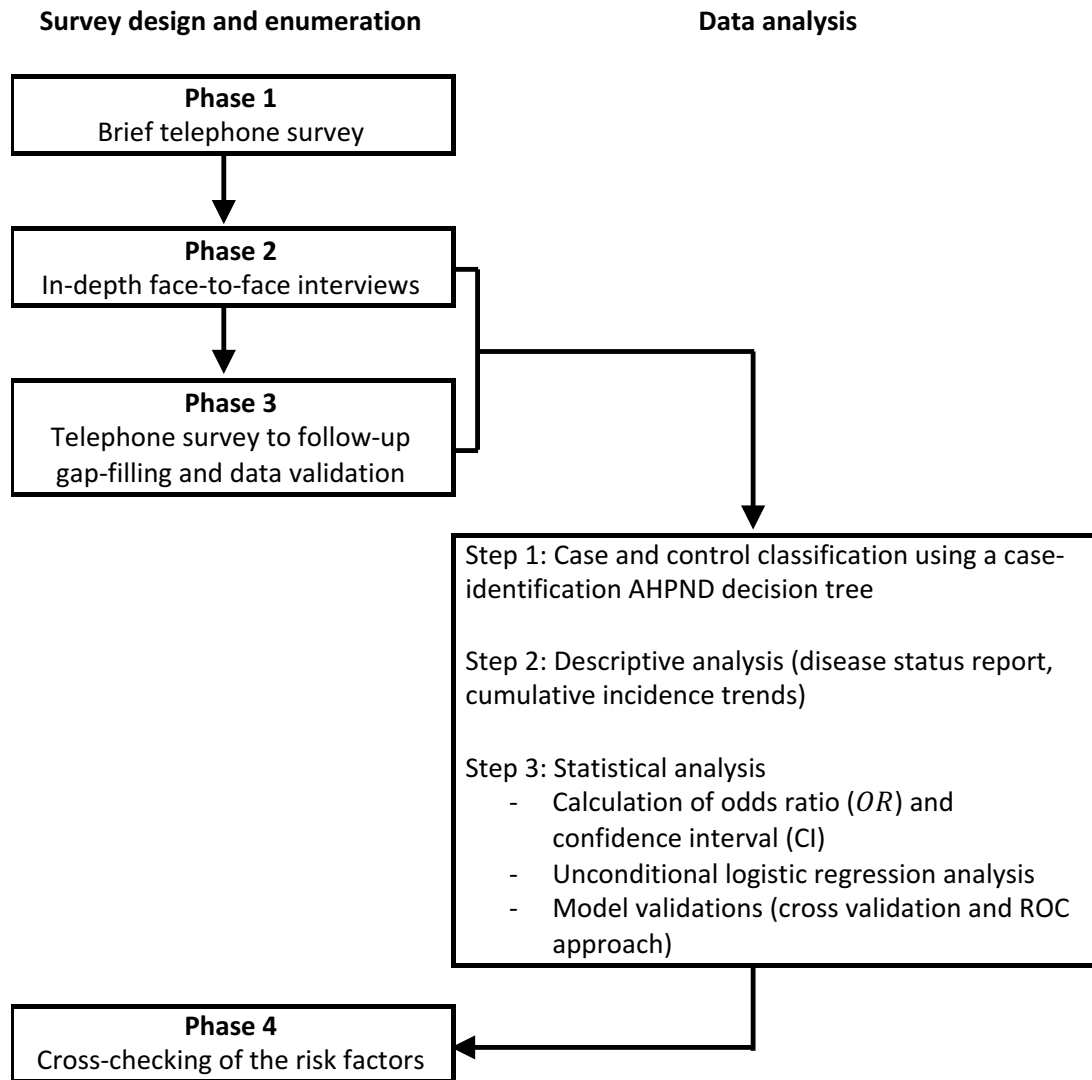 Survey design and enumeration
Data analysis
Phase 1
Brief telephone survey
Phase 2
In-depth face-to-face interviews
Phase 3
Telephone survey to follow-up
gap-filling and data validation
Step 1: Case and control classification using a case-
identification AHPND decision tree
Step 2: Descriptive analysis (disease status report,
cumulative incidence trends)
Step 3: Statistical analysis
- Calculation of odds ratio (OR) and
confidence interval (CI)
- Unconditional logistic regression analysis
- Model validations (cross validation and ROC
approach)
Phase 4
Cross-checking of the risk factors